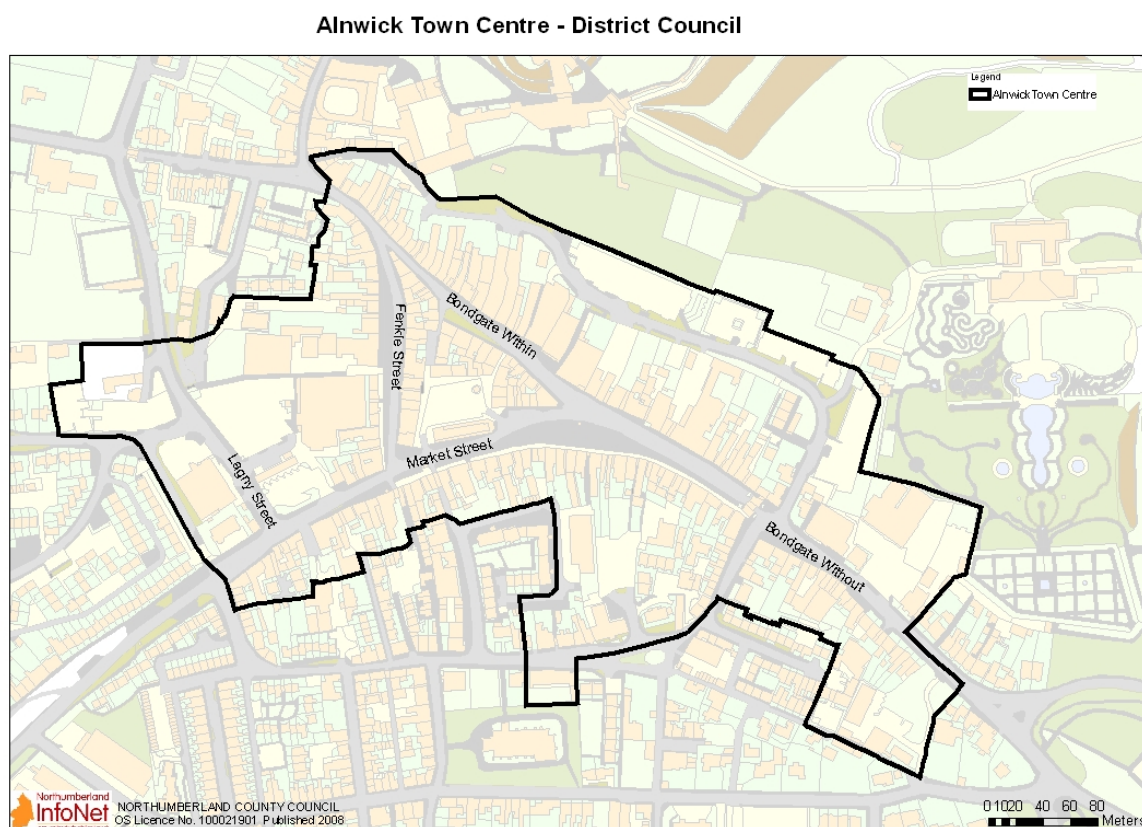 Alnwick Town Centre - District Council
Legend
Alnwick Town Centre
Fenkle Street
Bondgate Within
Market Street
Lagny Street
Bondgate Without
Northumberland
InfoNet
NORTHUMBERLAND COUNTY COUNCIL
OS Licence No. 100021901 Published 2008
0 10 20 40 60 80
Meters